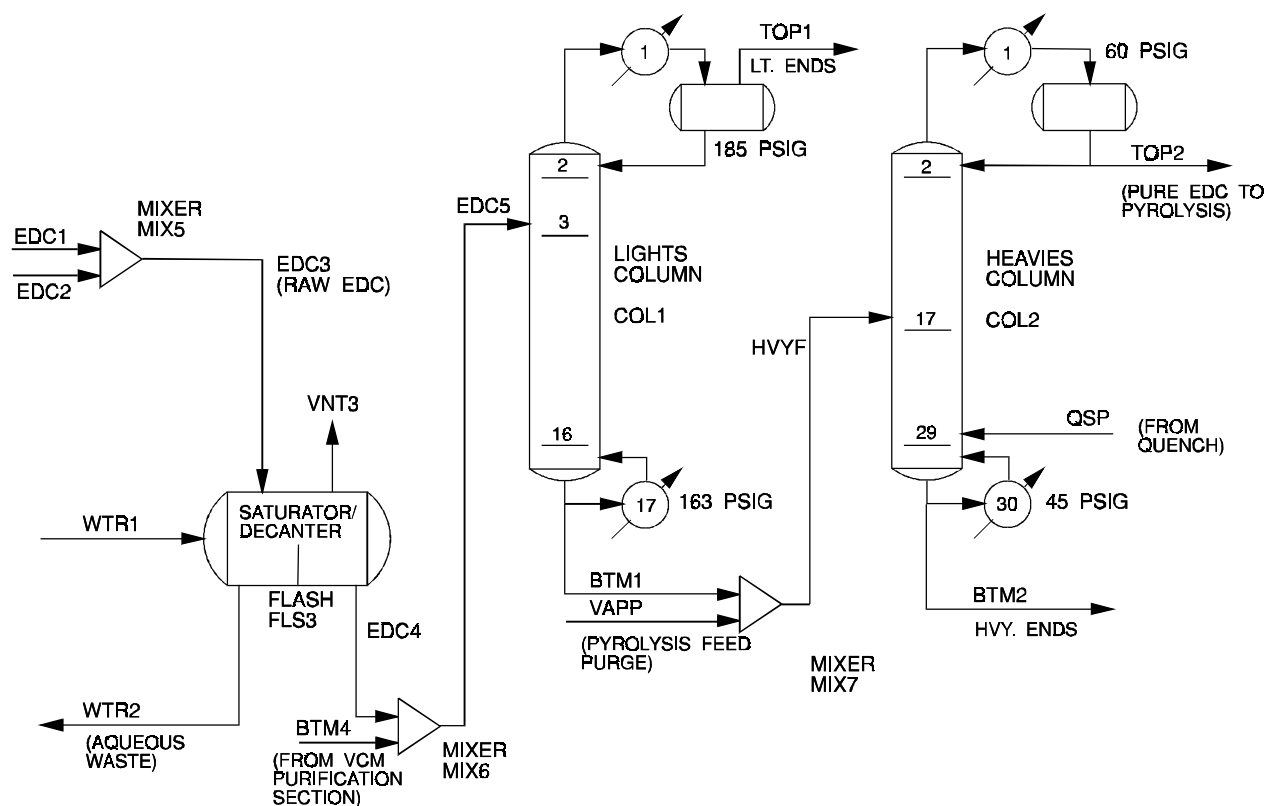 1
TOP1
LT. ENDS
185 PSIG
1
60 PSIG
TOP2
(PURE EDC TO
PYROLYSIS)
MIXER
MIX5
EDC1
EDC2
EDC3
(RAW EDC)
EDC5
2
3
LIGHTS
COLUMN
COL1
16
17
163 PSIG
2
HEAVIES
COLUMN
COL2
17
HVYF
29
QSP
(FROM
QUENCH)
30
45 PSIG
VNT3
WTR1
SATURATOR/
DECANTER
FLASH
FLS3
EDC4
BTM1
VAPP
(PYROLYSIS FEED
PURGE)
MIXER
MIX7
BTM2
HVY. ENDS
WTR2
(AQUEOUS
WASTE)
BTM4
(FROM VCM
PURIFICATION
SECTION)
MIXER
MIX6